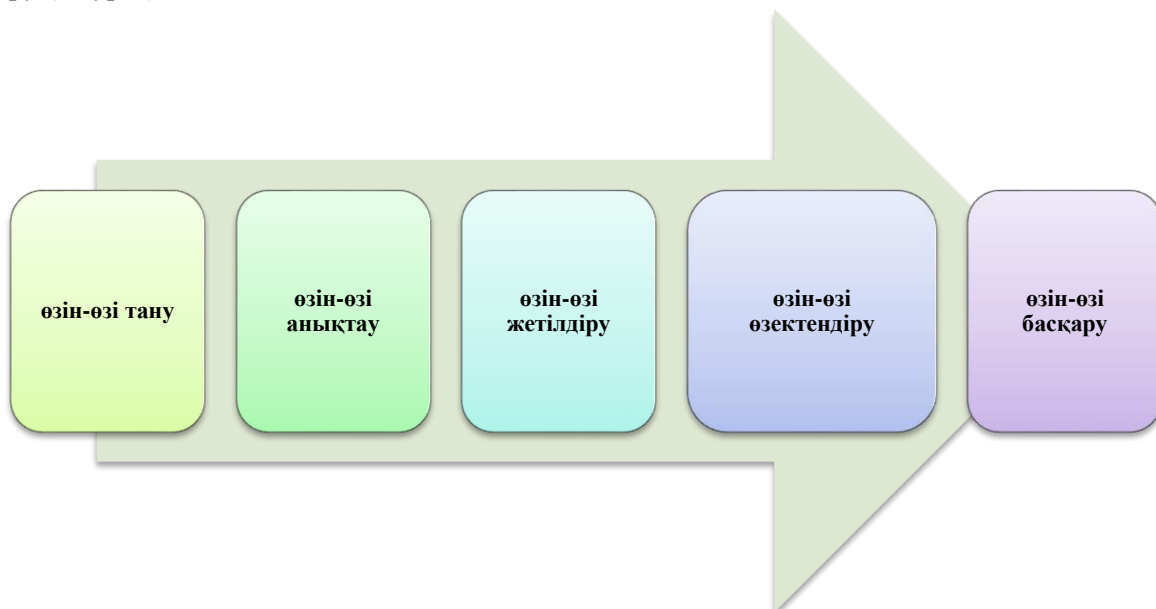 өзін-өзі тану
өзін-өзі
анықтау
өзін-өзі
жетілдіру
өзін-өзі
өзектендіру
өзін-өзі
басқару